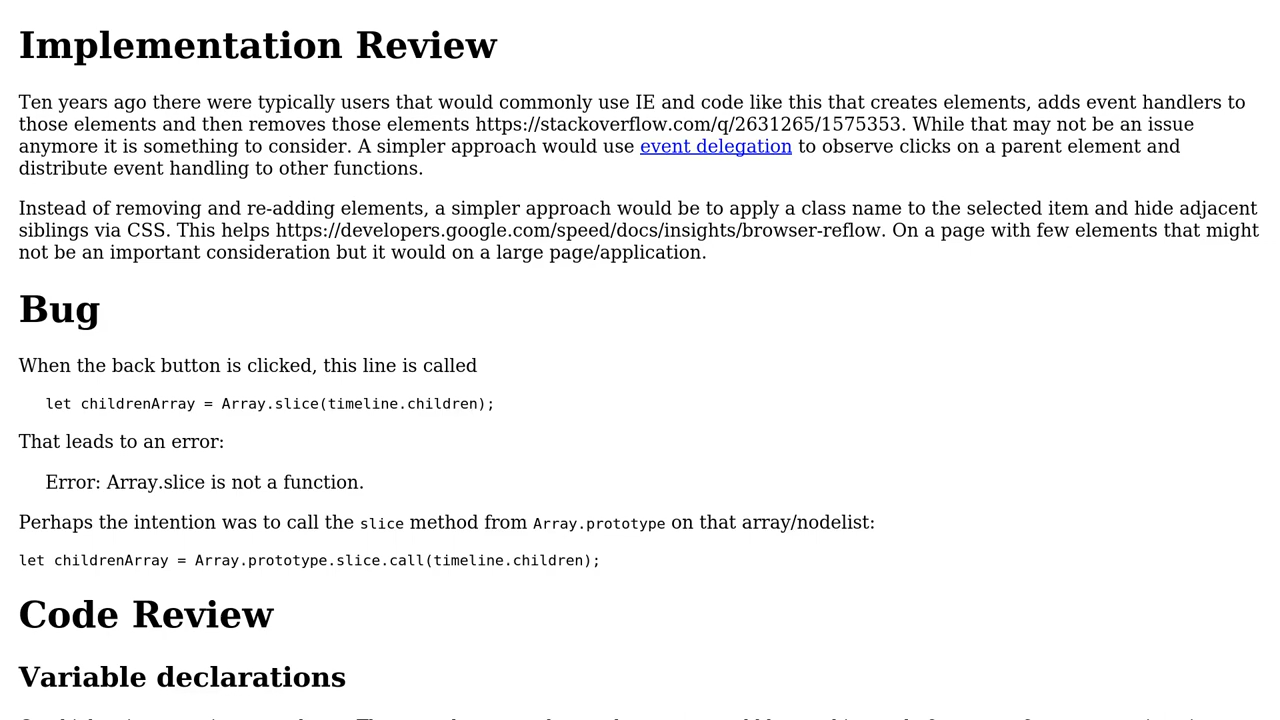 Implementation Review
Ten years ago there were typically users that would commonly use IE and code like this that creates elements, adds event handlers to
those elements and then removes those elements https://stackoverflow.com/q/2631265/1575353. While that may not be an issue
anymore it is something to consider. A simpler approach would use event delegation to observe clicks on a parent element and
distribute event handling to other functions.
Instead of removing and re-adding elements, a simpler approach would be to apply a class name to the selected item and hide adjacent
siblings via CSS. This helps https://developers.google.com/speed/docs/insights/browser-reflow. On a page with few elements that might
not be an important consideration but it would on a large page/application.
Bug
When the back button is clicked, this line is called
let childrenArray = Array.slice(timeline.children);
That leads to an error:
Error: Array.slice is not a function.
Perhaps the intention was to call the slice method from Array.prototype on that array/nodelist:
let childrenArray = Array.prototype.slice.call(timeline.children);
Code Review
Variable declarations